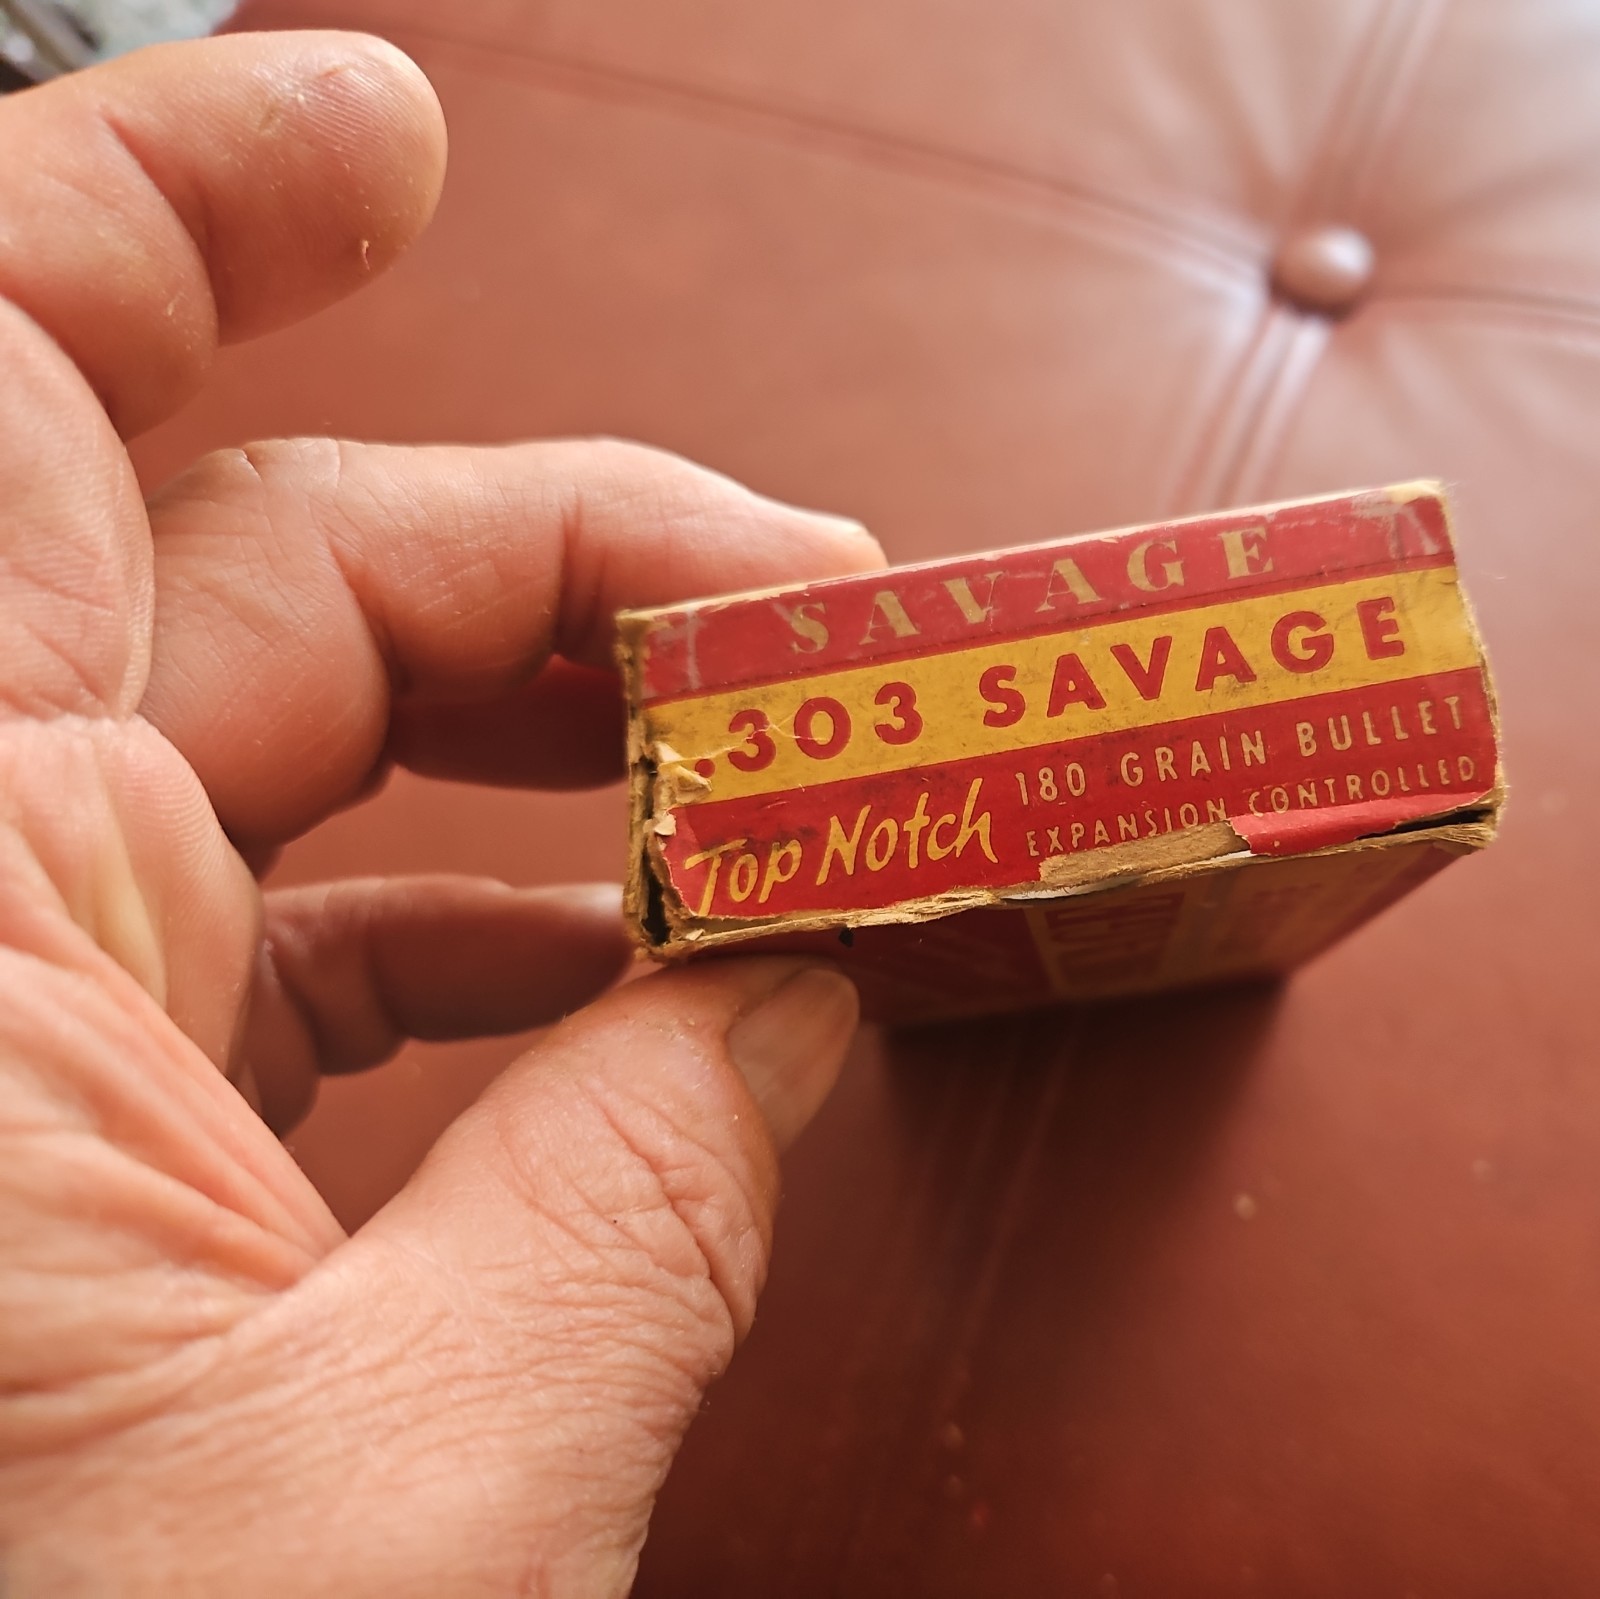 SAVAGE
.303 SAVAGE
Top Notch 180 GRAIN BULLET
EXPANSION CONTROLLED